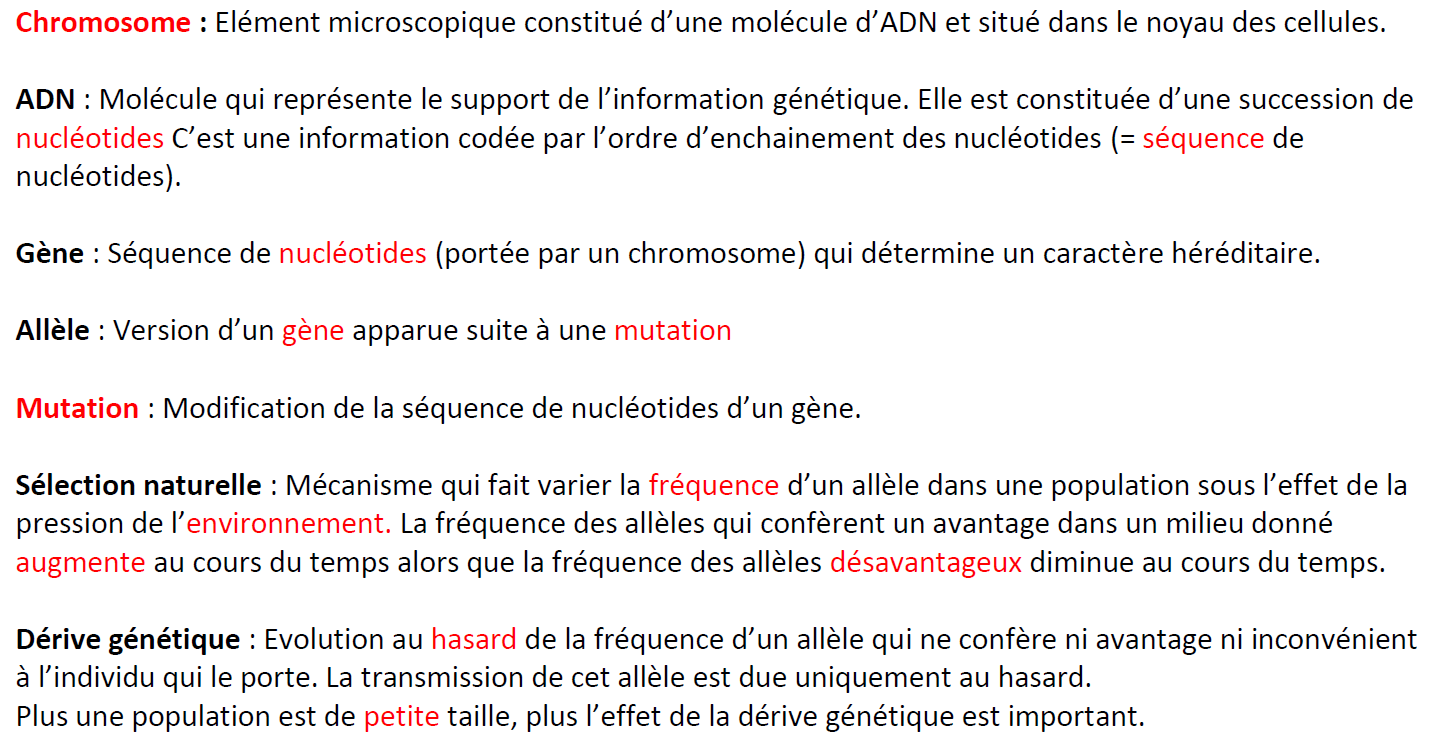 Chromosome : Elément microscopique constitué d’une molécule d’ADN et situé dans le noyau des cellules.
ADN : Molécule qui représente le support de l’information génétique. Elle est constituée d’une succession de
nucléotides C’est une information codée par l’ordre d’enchainement des nucléotides (= séquence de
nucléotides).
Gène : Séquence de nucléotides (portée par un chromosome) qui détermine un caractère héréditaire.
Allèle : Version d’un gène apparue suite à une mutation
Mutation : Modification de la séquence de nucléotides d’un gène.
Sélection naturelle : Mécanisme qui fait varier la fréquence d’un allèle dans une population sous l’effet de la
pression de l’environnement. La fréquence des allèles qui confèrent un avantage dans un milieu donné
augmente au cours du temps alors que la fréquence des allèles désavantageux diminue au cours du temps.
Dérive génétique : Evolution au hasard de la fréquence d’un allèle qui ne confère ni avantage ni inconvénient
à l’individu qui le porte. La transmission de cet allèle est due uniquement au hasard.
Plus une population est de petite taille, plus l’effet de la dérive génétique est important.